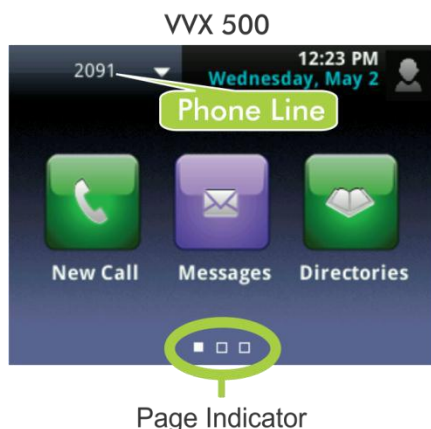 VVX 500
2091
12:23 PM
Wednesday, May 2
Phone Line
New Call Messages Directories
Page Indicator